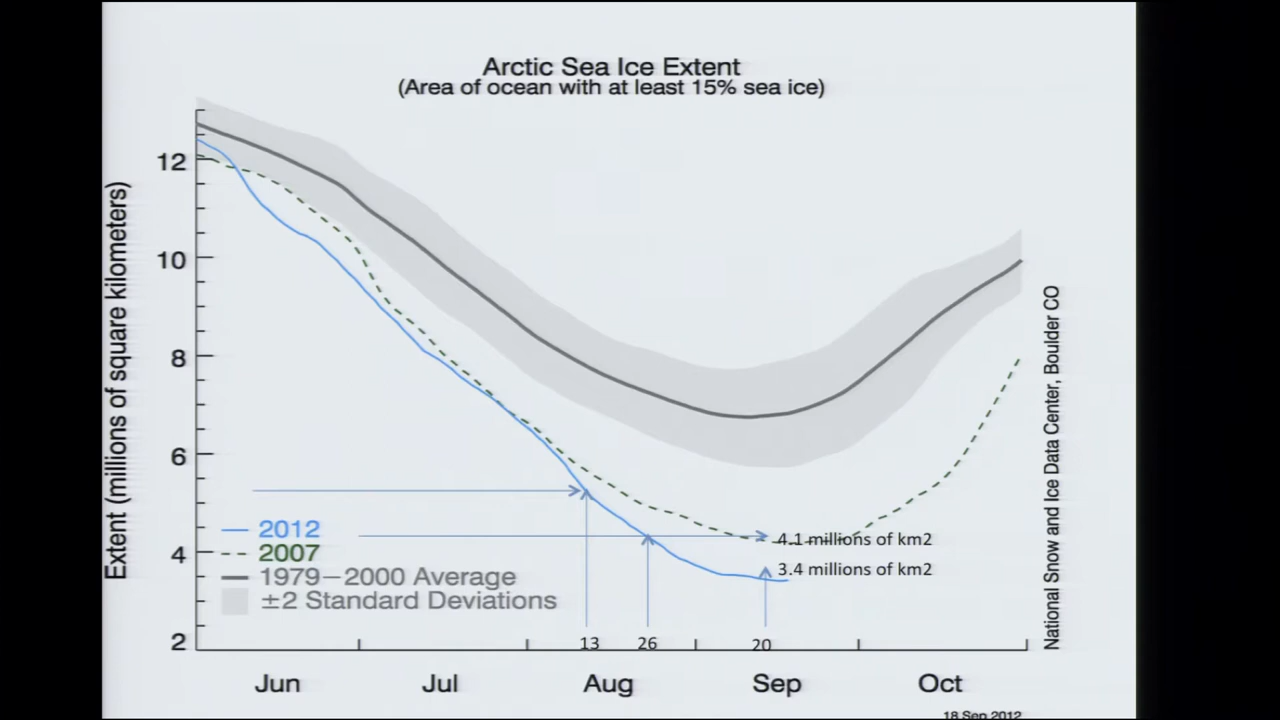 Arctic Sea Ice Extent
(Area of ocean with at least 15% sea ice)
Extent (millions of square kilometers)
12
10
8
6
4
2
2012
2007
1979−2000 Average
±2 Standard Deviations
4.1 millions of km2
3.4 millions of km2
13
26
20
Jun
Jul
Aug
Sep
Oct
National Snow and Ice Data Center, Boulder CO
18 Sep 2012